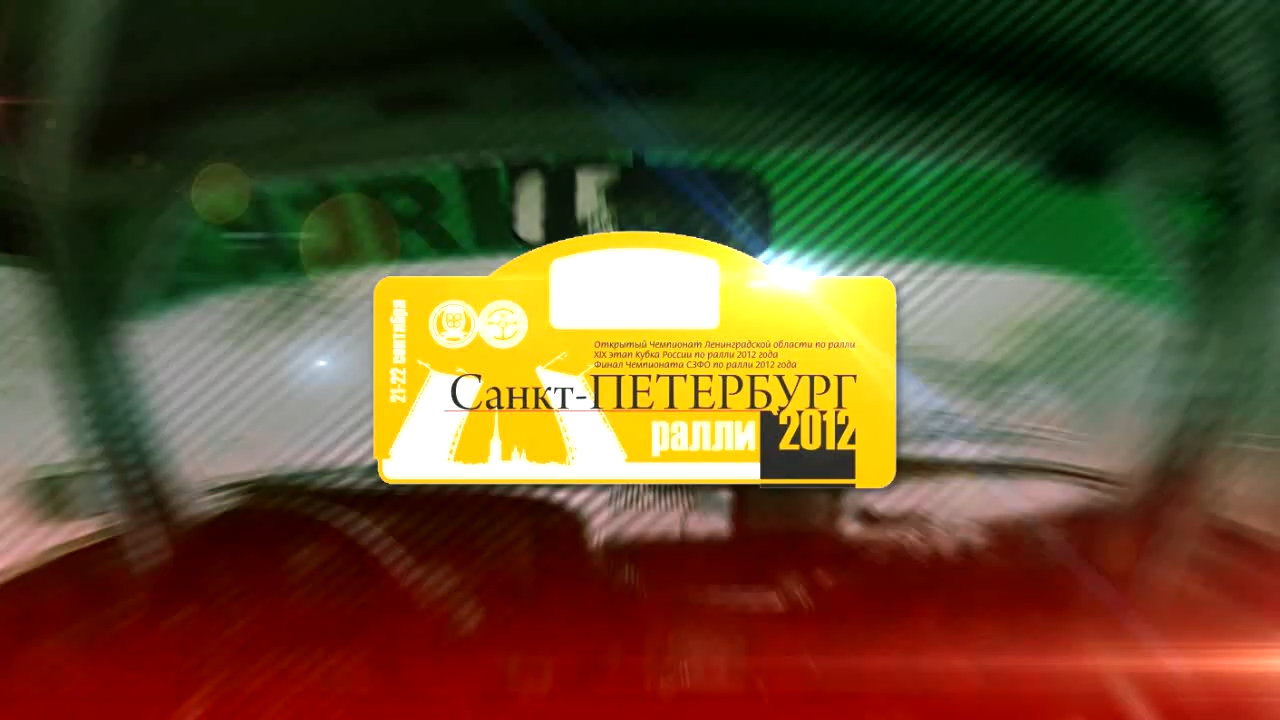 21-22 сентября
Открытый Чемпионат Ленинградской области по ралли
XIX этап Кубка России по ралли 2012 года
Финал Чемпионата СЗФО по ралли 2012 года
Санкт-ПЕТЕРБУРГ
ралли 2012